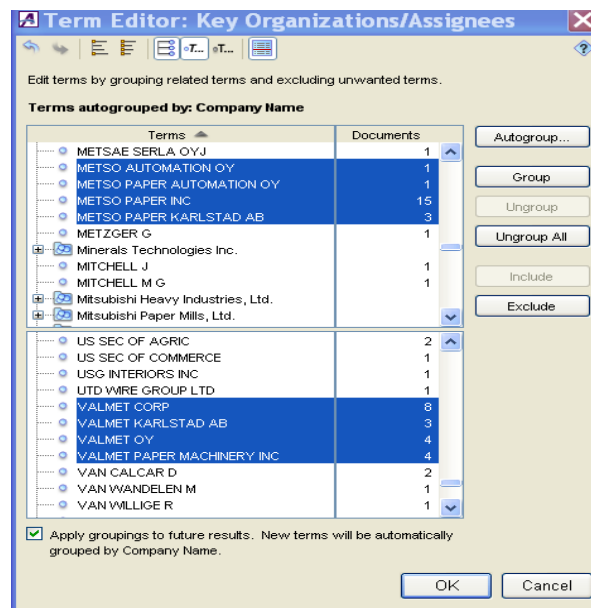 Term Editor: Key Organizations/Assignees
T... T...
Edit terms by grouping related terms and excluding unwanted terms.
Terms autogrouped by: Company Name
Terms Documents
METSAE SERLA OYJ 1
METSO AUTOMATION OY 1
METSO PAPER AUTOMATION OY 1
METSO PAPER INC 15
METSO PAPER KARLSTAD AB 3
METZGER G 1
Minerals Technologies Inc.
MITCHELL J 1
MITCHELL M G 1
Mitsubishi Heavy Industries, Ltd.
Mitsubishi Paper Mills, Ltd.
US SEC OF AGRIC 2
US SEC OF COMMERCE 1
USG INTERIORS INC 1
UTD WIRE GROUP LTD 1
VALMET CORP 8
VALMET KARLSTAD AB 3
VALMET OY 4
VALMET PAPER MACHINERY INC 4
VAN CALCAR D 2
VAN WANDELEN M 1
VAN WILLIGE R 1
Autogroup...
Group
Ungroup
Ungroup All
Include
Exclude
Apply groupings to future results. New terms will be automatically
grouped by Company Name.
OK Cancel